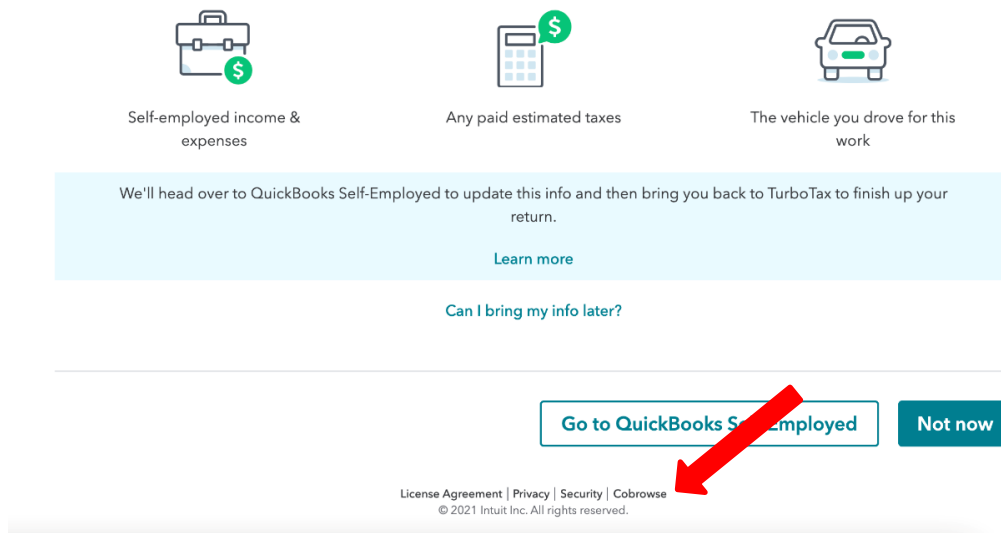 $
$
Self-employed income &
expenses
Any paid estimated taxes
The vehicle you drove for this
work
We'll head over to QuickBooks Self-Employed to update this info and then bring you back to TurboTax to finish up your
return.
Learn more
Can I bring my info later?
Go to QuickBooks S mployed
Not now
License Agreement | Privacy | Security | Cobrowse
© 2021 Intuit Inc. All rights reserved.